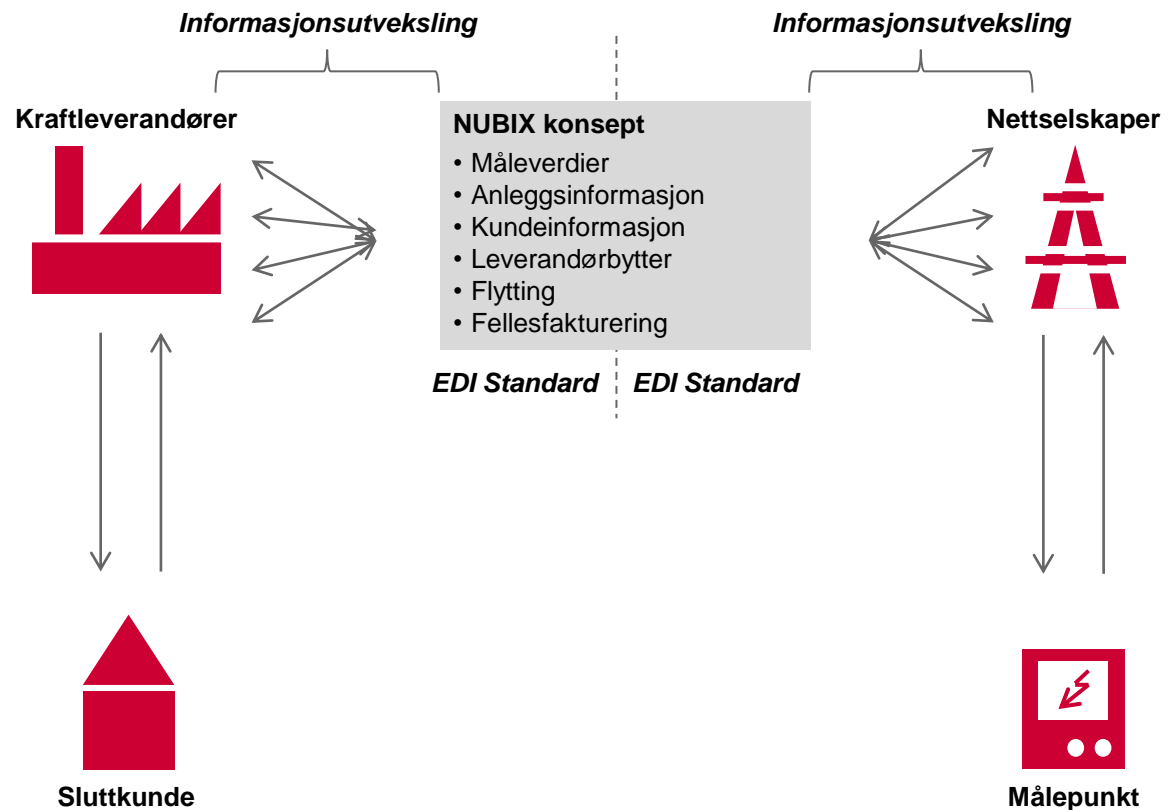 Informasjonsutveksling
Informasjonsutveksling
Kraftleverandører
Nettselskaper
NUBIX konsept
• Måleverdier
• Anleggsinformasjon
• Kundeinformasjon
• Leverandørbytter
• Flytting
• Fellesfakturering
EDI Standard
EDI Standard
Sluttkunde
Målepunkt